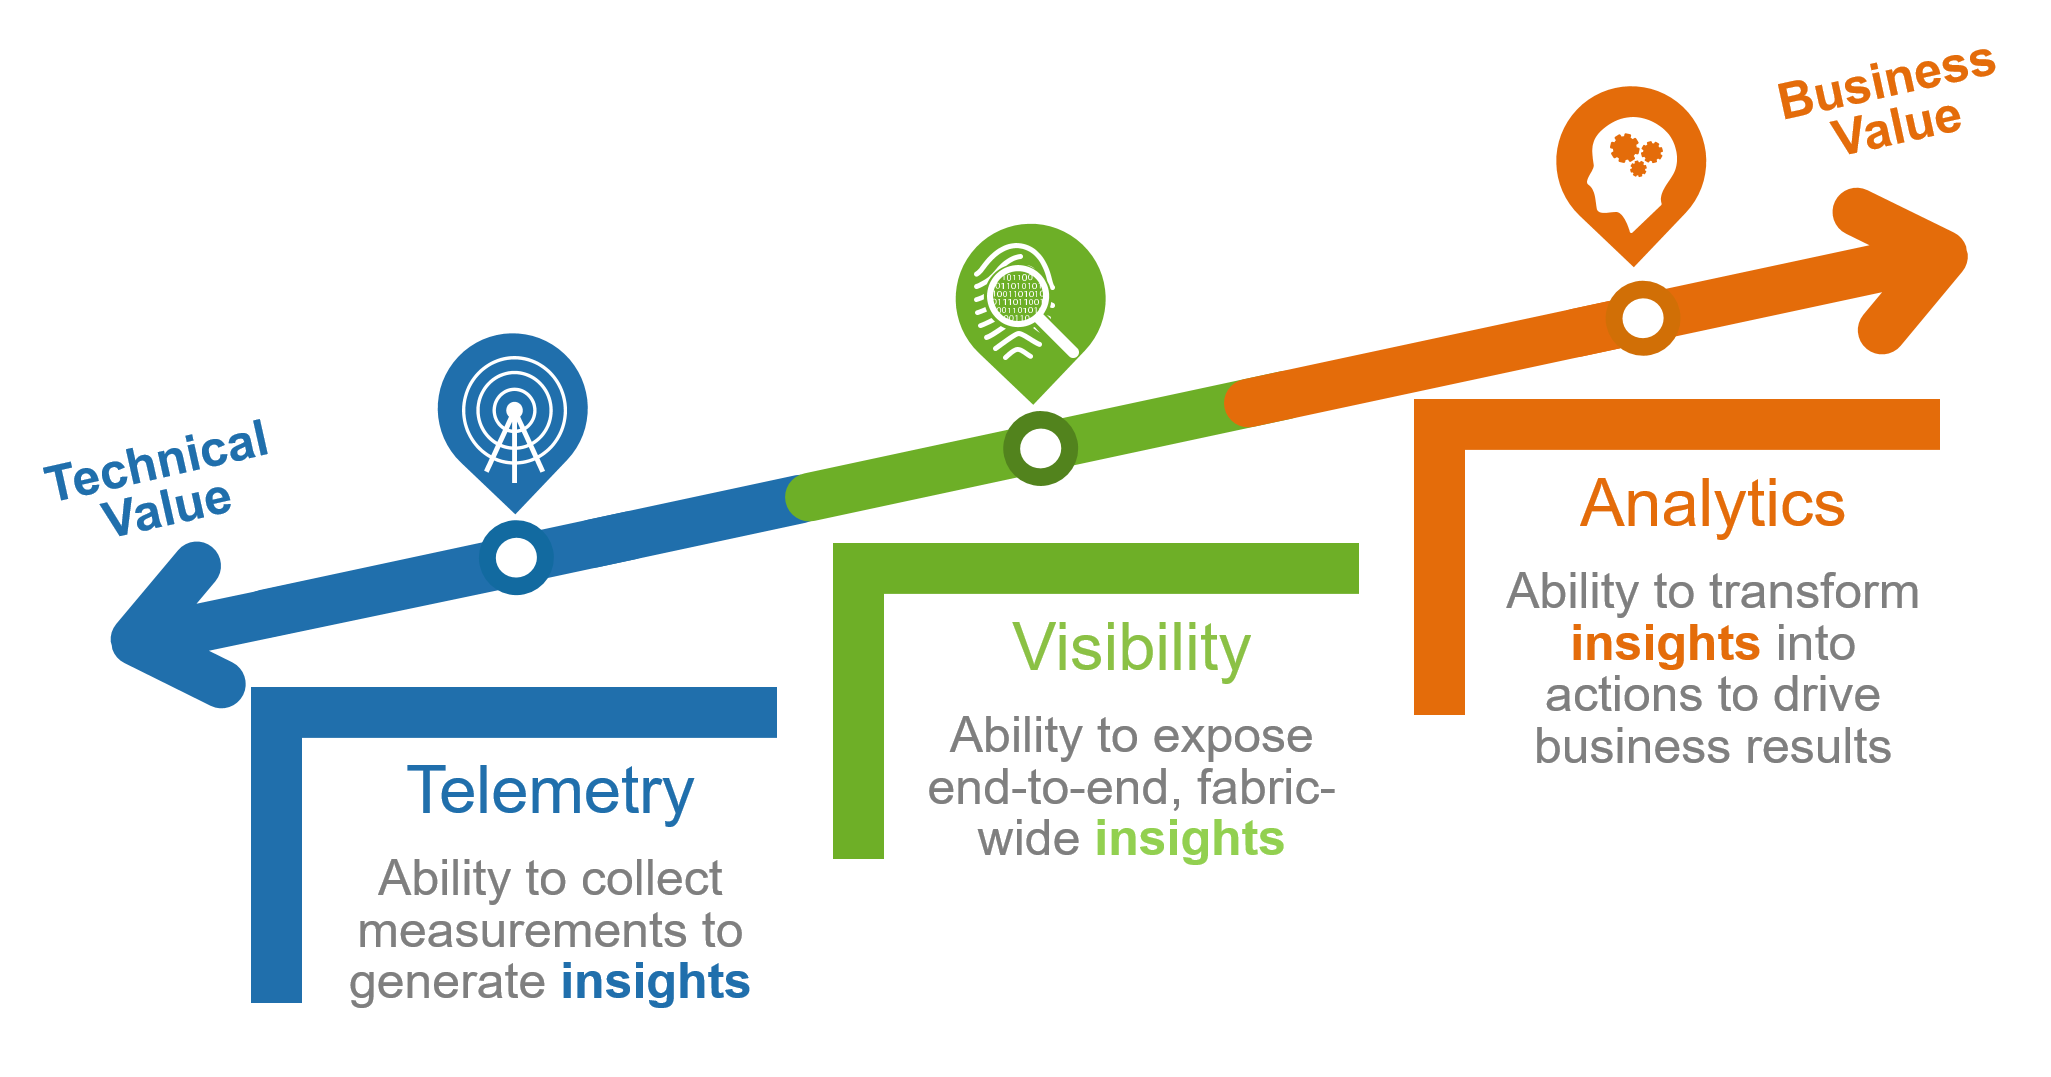 Technical
Value
Telemetry
Ability to collect
measurements to
generate insights
Visibility
Ability to expose
end-to-end, fabric-
wide insights
Business
Value
Analytics
Ability to transform
insights into
actions to drive
business results